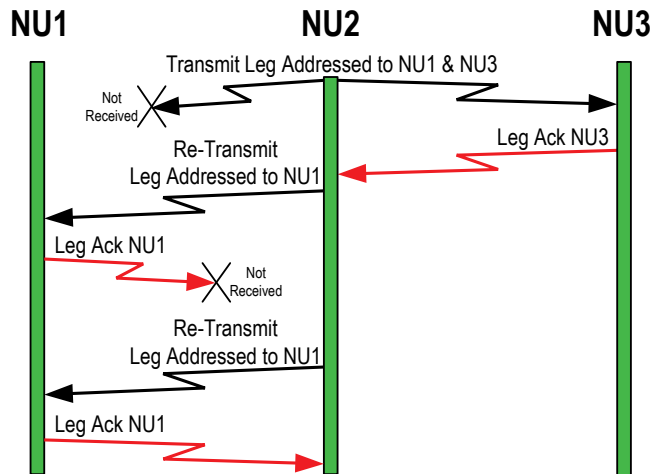 NU1
NU2
NU3
Transmit Leg Addressed to NU1 & NU3
Not
Received
Leg Ack NU3
Re-Transmit
Leg Addressed to NU1
Leg Ack NU1
Not
Received
Re-Transmit
Leg Addressed to NU1
Leg Ack NU1